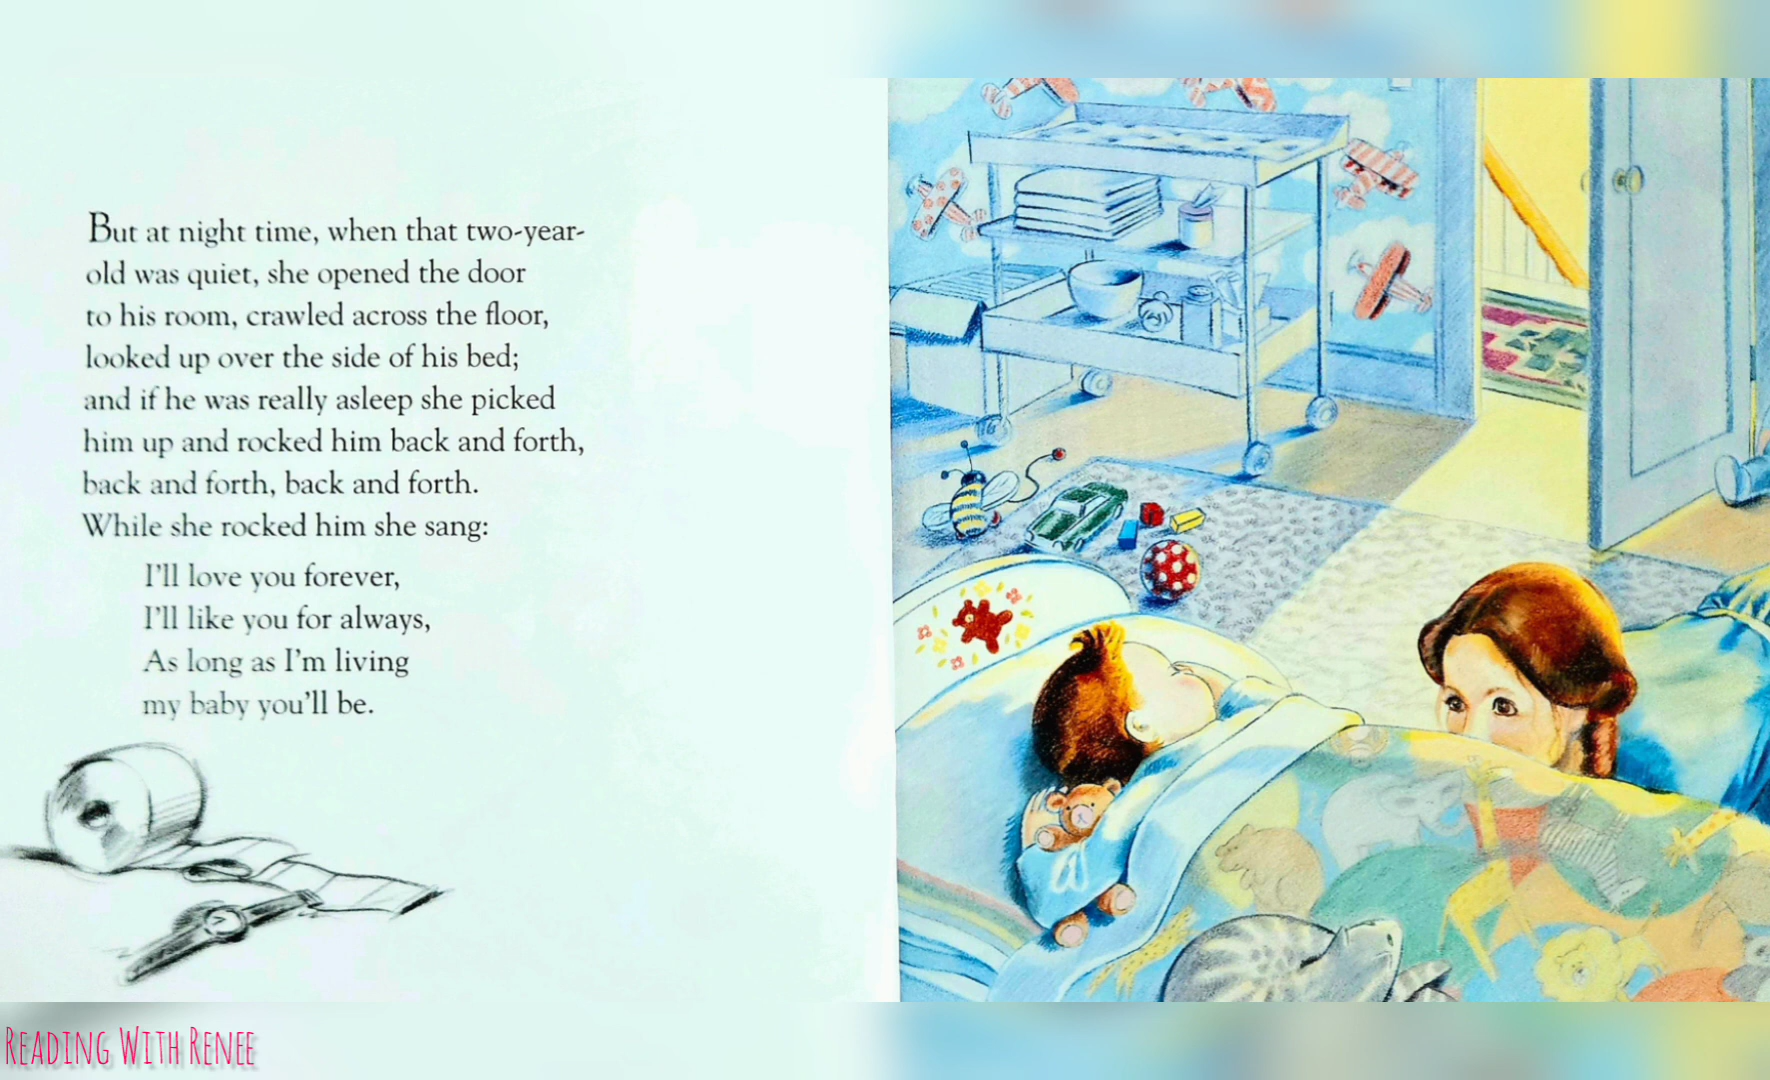 But at night time, when that two-year-
old was quiet, she opened the door
to his room, crawled across the floor,
looked up over the side of his bed;
and if he was really asleep she picked
him up and rocked him back and forth,
back and forth, back and forth.
While she rocked him she sang:
I'll love you forever,
I'll like you for always,
As long as I'm living
my baby you'll be.
READING WITH RENEE